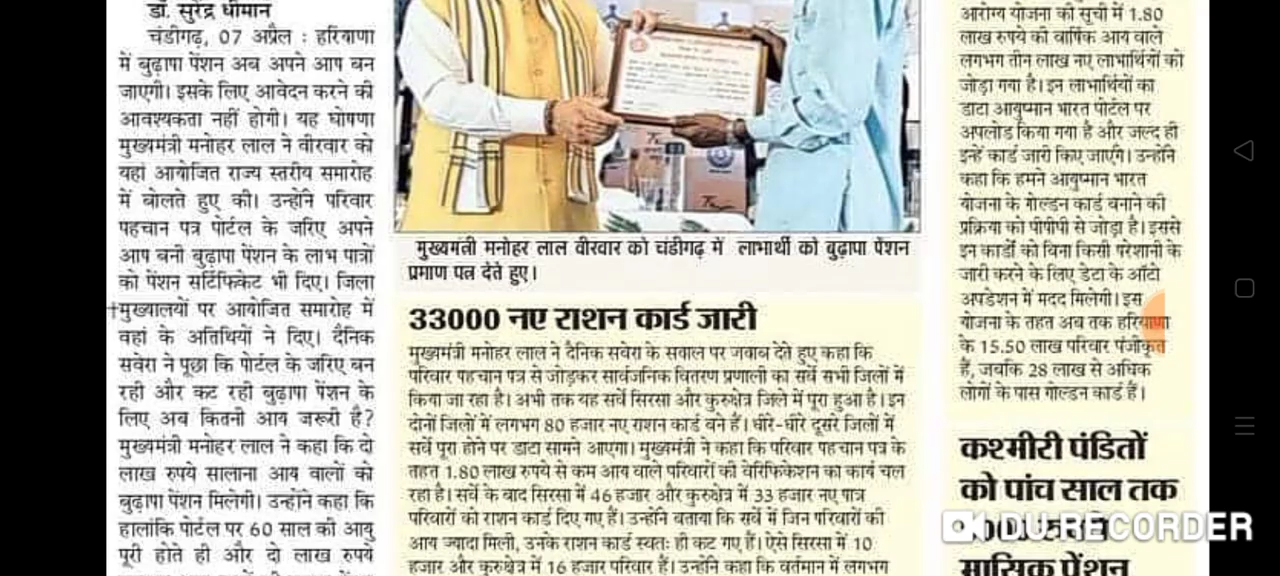 डॉ. सुरेंद्र धीमान
चंडीगढ़, 07 अप्रैल : हरियाणा
में बुढ़ापा पेंशन अब अपने आप बन
जाएगी। इसके लिए आवेदन करने की
आवश्यकता नहीं होगी। यह घोषणा
मुख्यमंत्री मनोहर लाल ने वीरवार को
यहां आयोजित राज्य स्तरीय समारोह
में बोलते हुए की। उन्होंने परिवार
पहचान पत्र पोर्टल के जरिए अपने
आप बनी बुढ़ापा पेंशन के लाभ पात्रों
को पेंशन सर्टिफिकेट भी दिए। जिला
मुख्यालयों पर आयोजित समारोह में
वहां के अतिथियों ने दिए। दैनिक
सवेरा ने पूछा कि पोर्टल के जरिए बन
रही और कट रही बुढ़ापा पेंशन के
लिए अब कितनी आय जरूरी है?
मुख्यमंत्री मनोहर लाल ने कहा कि दो
लाख रुपये सालाना आय वालों को
बुढ़ापा पेंशन मिलेगी। उन्होंने कहा कि
हालांकि पोर्टल पर 60 साल की आयु
पूरी होते ही और दो लाख रुपये
मुख्यमंत्री मनोहर लाल वीरवार को चंडीगढ़ में लाभार्थी को बुढ़ापा पेंशन
प्रमाण पत्र देते हुए।
33000 नए राशन कार्ड जारी
मुख्यमंत्री मनोहर लाल ने दैनिक सवेरा के सवाल पर जवाब देते हुए कहा कि
परिवार पहचान पत्र से जोड़कर सार्वजनिक वितरण प्रणाली का सर्वे सभी जिलों में
किया जा रहा है। अभी तक यह सर्वे सिरसा और कुरुक्षेत्र जिले में पूरा हुआ है। इन
दोनों जिलों में लगभग 80 हजार नए राशन कार्ड बने हैं। धीरे-धीरे दूसरे जिलों में
सर्वे पूरा होने पर डाटा सामने आएगा। मुख्यमंत्री ने कहा कि परिवार पहचान पत्र के
तहत 1.80 लाख रुपये से कम आय वाले परिवारों की वेरिफिकेशन का कार्य चल
रहा है। सर्वे के बाद सिरसा में 46 हजार और कुरुक्षेत्र में 33 हजार नए पात्र
परिवारों को राशन कार्ड दिए गए हैं। उन्होंने बताया कि सर्वे में जिन परिवारों की
आय ज्यादा मिली, उनके राशन कार्ड स्वतः ही कट गए हैं। ऐसे सिरसा में 10
हजार और कुरुक्षेत्र में 16 हजार परिवार हैं। उन्होंने कहा कि वर्तमान में लगभग
आरोग्य योजना की सूची में 1.80
लाख रुपये की वार्षिक आय वाले
लगभग तीन लाख नए लाभार्थियों को
जोड़ा गया है। इन लाभार्थियों का
डाटा आयुष्मान भारत पोर्टल पर
अपलोड किया गया है और जल्द ही
इन्हें कार्ड जारी किए जाएंगे। उन्होंने
कहा कि हमने आयुष्मान भारत
योजना के गोल्डन कार्ड बनाने की
प्रक्रिया को पीपीपी से जोड़ा है। इससे
इन कार्डों को बिना किसी परेशानी के
जारी करने के लिए डेटा के ऑटो
अपडेशन में मदद मिलेगी। इस
योजना के तहत अब तक हरियाणा
के 15.50 लाख परिवार पंजीकृत
हैं, जबकि 28 लाख से अधिक
लोगों के पास गोल्डन कार्ड हैं।
कश्मीरी पंडितों
को पांच साल तक
मासिक पेंशन
DU RECORDER